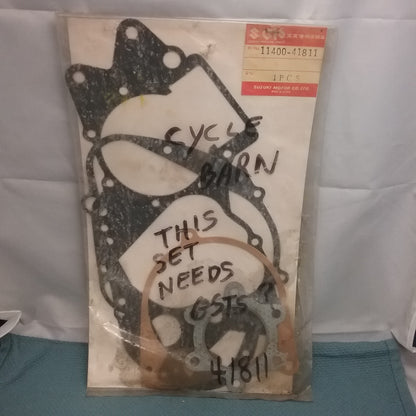 11400-41811
1PCS
SUZUKI MOTOR CO.,LTD.
CYCLE
BARN
THIS
SET
NEEDS
GSTS?
41811